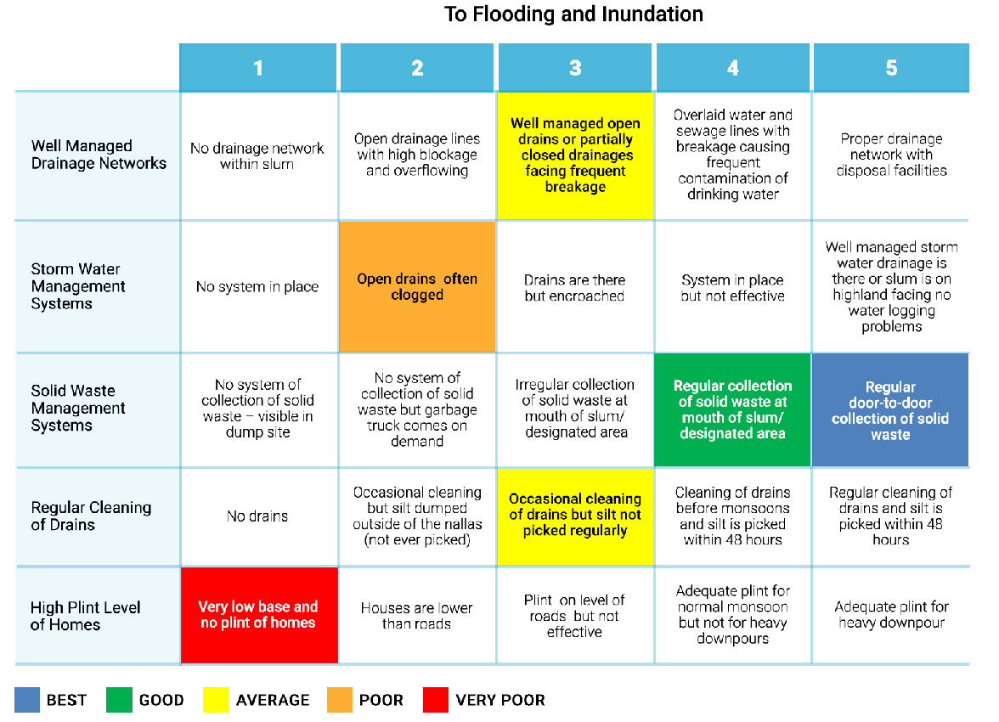 To Flooding and Inundation
1
2
3
4
5
Well Managed
Drainage Networks
No drainage network
within slum
Open drainage lines
with high blockage
and overflowing
Well managed open
drains or partially
closed drainages
facing frequent
breakage
Overlaid water and
sewage lines with
breakage causing
frequent
contamination of
drinking water
Proper drainage
network with
disposal facilities
Storm Water
Management
Systems
No system in place
Open drains often
clogged
Drains are there
but encroached
System in place
but not effective
Well managed storm
water drainage is
there or slum is on
highland facing no
water logging
problems
Solid Waste
Management
Systems
No system of
collection of solid
waste – visible in
dump site
No system of
collection of solid
waste but garbage
truck comes on
demand
Irregular collection
of solid waste at
mouth of slum/
designated area
Regular collection
of solid waste at
mouth of slum/
designated area
Regular
door-to-door
collection of solid
waste
Regular Cleaning
of Drains
No drains
Occasional cleaning
but silt dumped
outside of the nallas
(not ever picked)
Occasional cleaning
of drains but silt not
picked regularly
Cleaning of drains
before monsoons
and silt is picked
within 48 hours
Regular cleaning of
drains and silt is
picked within 48
hours
High Plint Level
of Homes
Very low base and
no plint of homes
Houses are lower
than roads
Plint on level of
roads but not
effective
Adequate plint for
normal monsoon
but not for heavy
downpours
Adequate plint for
heavy downpour
BEST
GOOD
AVERAGE
POOR
VERY POOR